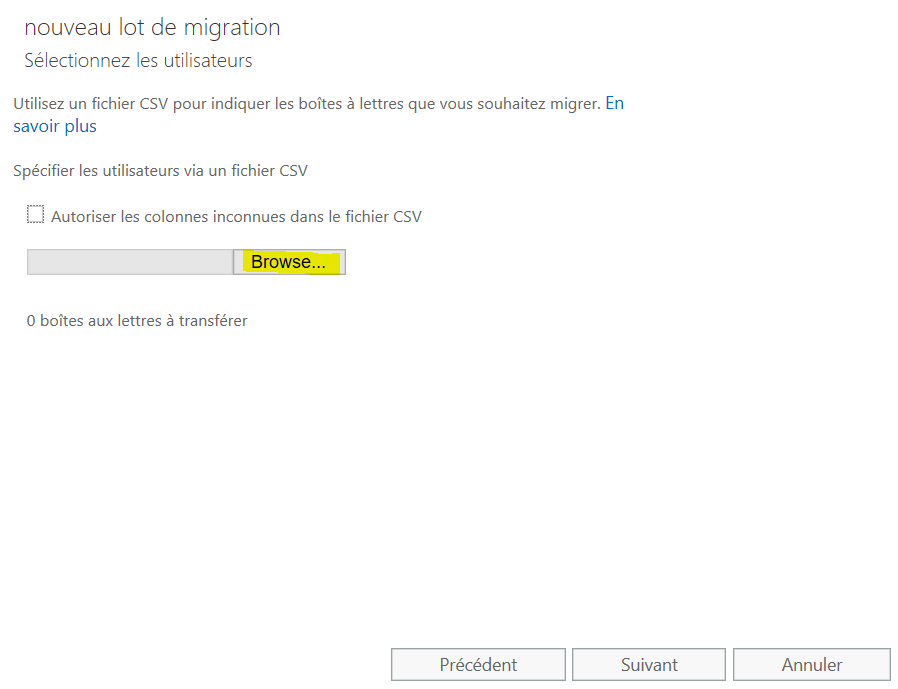 nouveau lot de migration
Sélectionnez les utilisateurs
Utilisez un fichier CSV pour indiquer les boîtes à lettres que vous souhaitez migrer. En
savoir plus
Spécifier les utilisateurs via un fichier CSV
Autoriser les colonnes inconnues dans le fichier CSV
Browse...
0 boîtes aux lettres à transférer
Précédent Suivant Annuler